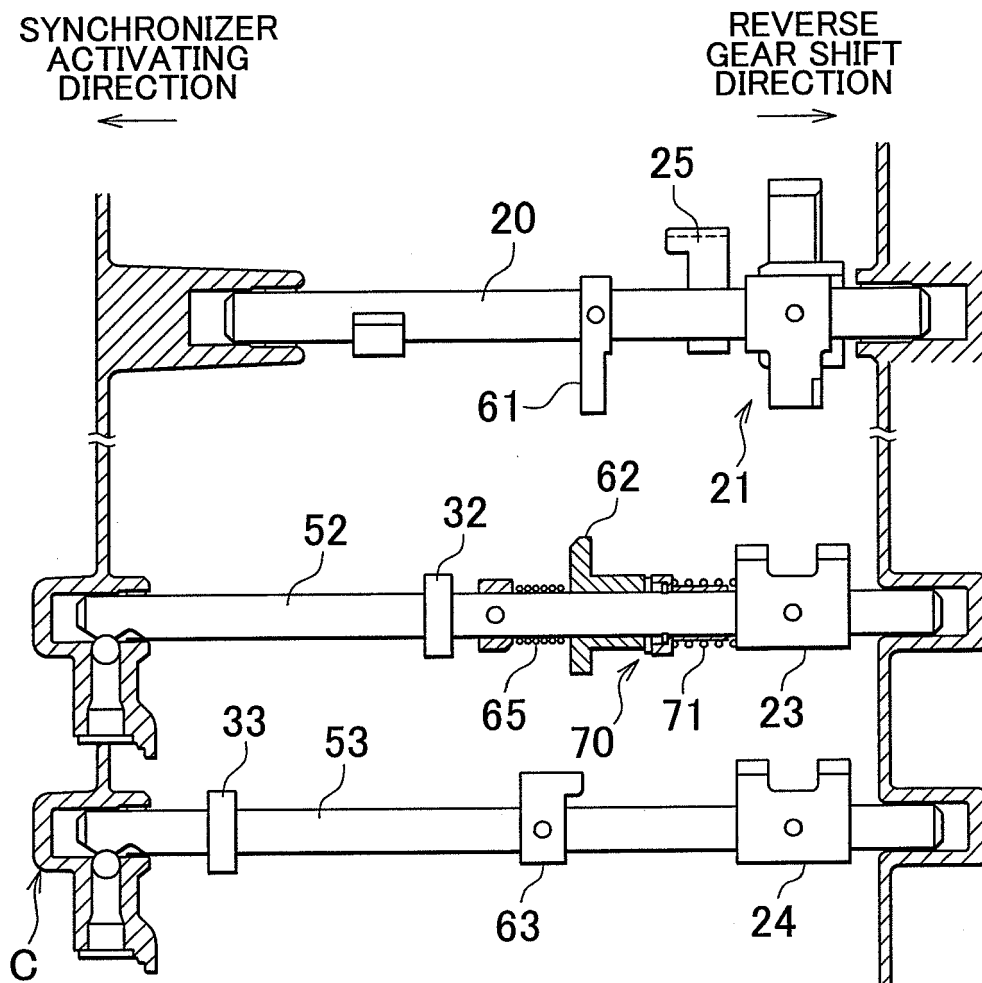 SYNCHRONIZER
ACTIVATING
DIRECTION
REVERSE
GEAR SHIFT
DIRECTION
25
20
61
21
62
32
52
65
70
71
23
33
53
63
24
C